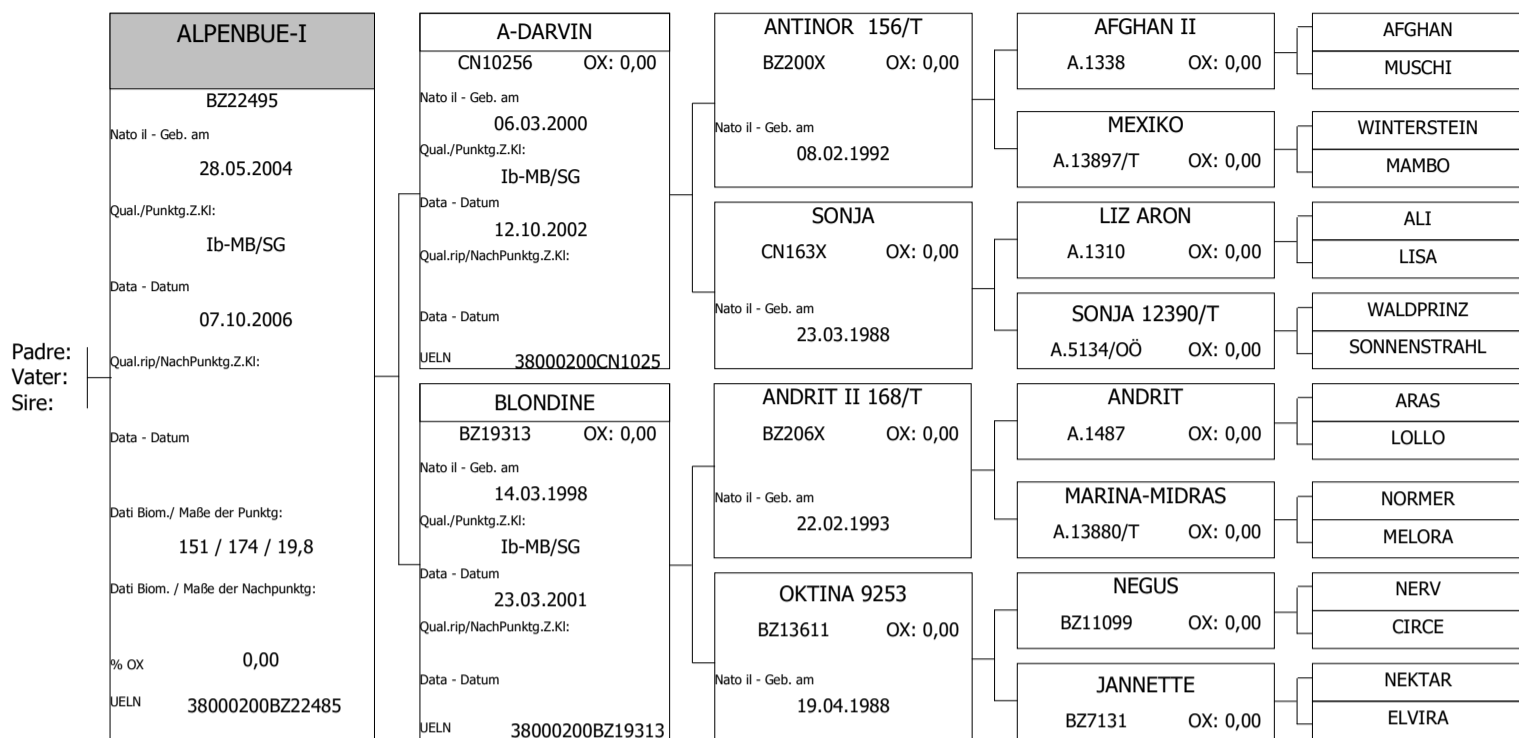 Padre:
Vater:
Sire:
ALPENBUE-I
BZ22495
Nato il - Geb. am
28.05.2004
Qual./Punktg.Z.Kl:
Ib-MB/SG
Data - Datum
07.10.2006
Qual.rip/NachPunktg.Z.Kl:
Data - Datum
Dati Biom./ Maße der Punktg:
151 / 174 / 19,8
Dati Biom. / Maße der Nachpunktg:
% OX 0,00
UELN 38000200BZ22485
A-DARVIN
CN10256 OX: 0,00
Nato il - Geb. am
06.03.2000
Qual./Punktg.Z.Kl:
Ib-MB/SG
Data - Datum
12.10.2002
Qual.rip/NachPunktg.Z.Kl:
Data - Datum
UELN 38000200CN1025
BLONDINE
BZ19313 OX: 0,00
Nato il - Geb. am
14.03.1998
Qual./Punktg.Z.Kl:
Ib-MB/SG
Data - Datum
23.03.2001
Qual.rip/NachPunktg.Z.Kl:
Data - Datum
UELN 38000200BZ19313
ANTINOR 156/T
BZ200X OX: 0,00
Nato il - Geb. am
08.02.1992
SONJA
CN163X OX: 0,00
Nato il - Geb. am
23.03.1988
ANDRIT II 168/T
BZ206X OX: 0,00
Nato il - Geb. am
22.02.1993
OKTINA 9253
BZ13611 OX: 0,00
Nato il - Geb. am
19.04.1988
AFGHAN II
A.1338 OX: 0,00
MEXIKO
A.13897/T OX: 0,00
LIZ ARON
A.1310 OX: 0,00
SONJA 12390/T
A.5134/OÖ OX: 0,00
ANDRIT
A.1487 OX: 0,00
MARINA-MIDRAS
A.13880/T OX: 0,00
NEGUS
BZ11099 OX: 0,00
JANNETTE
BZ7131 OX: 0,00
AFGHAN
MUSCHI
WINTERSTEIN
MAMBO
ALI
LISA
WALDPRINZ
SONNENSTRAHL
ARAS
LOLLO
NORMER
MELORA
NERV
CIRCE
NEKTAR
ELVIRA